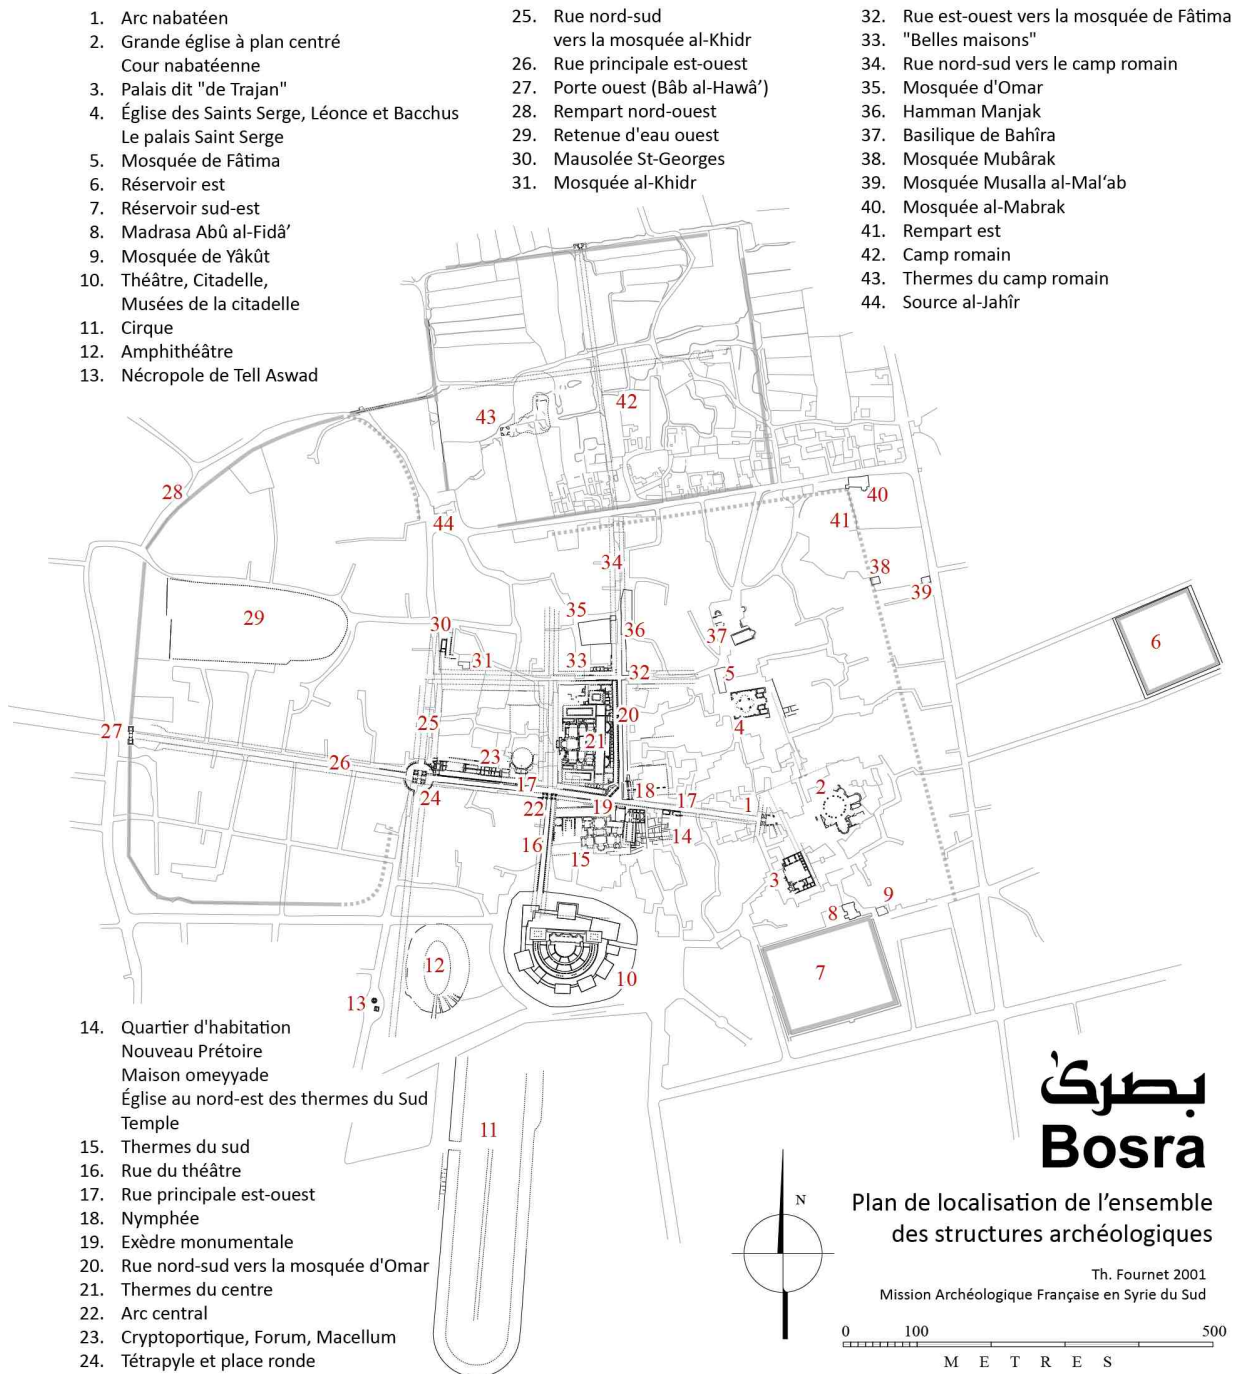 1. Arc nabatéen
2. Grande église à plan centré
Cour nabatéenne
3. Palais dit "de Trajan"
4. Église des Saints Serge, Léonce et Bacchus
Le palais Saint Serge
5. Mosquée de Fâtima
6. Réservoir est
7. Réservoir sud-est
8. Madrasa Abû al-Fidâ’
9. Mosquée de Yâkût
10. Théâtre, Citadelle,
Musées de la citadelle
11. Cirque
12. Amphithéâtre
13. Nécropole de Tell Aswad
25. Rue nord-sud
vers la mosquée al-Khidr
26. Rue principale est-ouest
27. Porte ouest (Bâb al-Hawâ’)
28. Rempart nord-ouest
29. Retenue d'eau ouest
30. Mausolée St-Georges
31. Mosquée al-Khidr
32. Rue est-ouest vers la mosquée de Fâtima
33. "Belles maisons"
34. Rue nord-sud vers le camp romain
35. Mosquée d'Omar
36. Hamman Manjak
37. Basilique de Bahîra
38. Mosquée Mubârak
39. Mosquée Musalla al-Mal‘ab
40. Mosquée al-Mabrak
41. Rempart est
42. Camp romain
43. Thermes du camp romain
44. Source al-Jahîr
42
43
28
40
41
44
34
38
39
29
35
30
36
37
6
31
33
32
5
20
4
27
25
21
26
23
2
24
17
18
22
19
17
1
14
16
15
3
9
8
12
10
7
13
11
14. Quartier d'habitation
Nouveau Prétoire
Maison omeyyade
Église au nord-est des thermes du Sud
Temple
15. Thermes du sud
16. Rue du théâtre
17. Rue principale est-ouest
18. Nymphée
19. Exèdre monumentale
20. Rue nord-sud vers la mosquée d'Omar
21. Thermes du centre
22. Arc central
23. Cryptoportique, Forum, Macellum
24. Tétrapyle et place ronde
بصرى
Bosra
N
Plan de localisation de l’ensemble
des structures archéologiques
Th. Fournet 2001
Mission Archéologique Française en Syrie du Sud
0 100 500
METRES